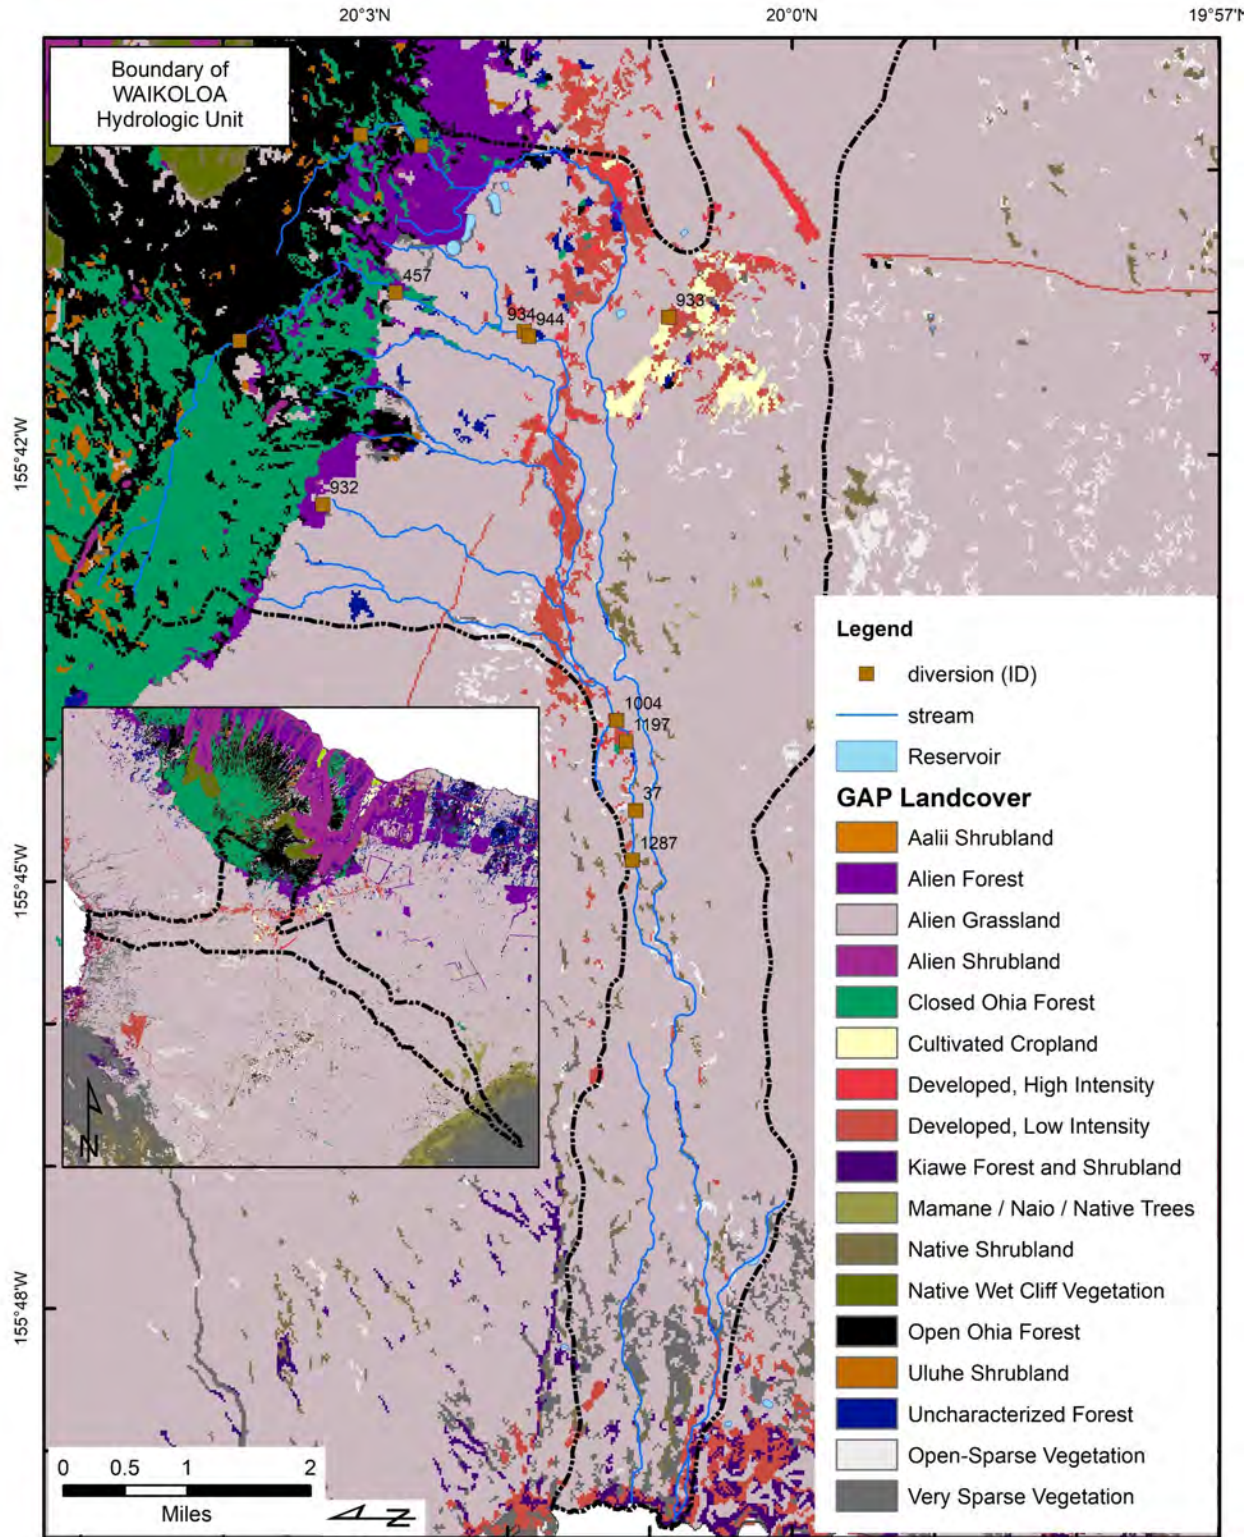 20°3'N
20°0'N
19°57'N
Boundary of
WAIKOLOA
Hydrologic Unit
457
934
944
933
155°42'W
932
1004
1197
37
1287
155°45'W
155°48'W
Legend
diversion (ID)
stream
Reservoir
GAP Landcover
Aalii Shrubland
Alien Forest
Alien Grassland
Alien Shrubland
Closed Ohia Forest
Cultivated Cropland
Developed, High Intensity
Developed, Low Intensity
Kiawe Forest and Shrubland
Mamane / Naio / Native Trees
Native Shrubland
Native Wet Cliff Vegetation
Open Ohia Forest
Uluhe Shrubland
Uncharacterized Forest
Open-Sparse Vegetation
Very Sparse Vegetation
N
0 0.5 1 2
Miles
N